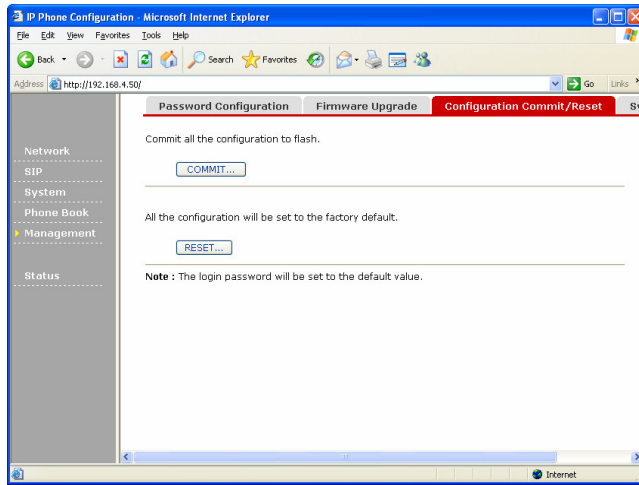 IP Phone Configuration - Microsoft Internet Explorer
File Edit View Favorites Tools Help
Back Search Favorites
Address http://192.168.4.50/ Go Links
Password Configuration Firmware Upgrade Configuration Commit/Reset
Commit all the configuration to flash.
COMMIT...
All the configuration will be set to the factory default.
RESET...
Note : The login password will be set to the default value.
Network
SIP
System
Phone Book
Management
Status
Internet